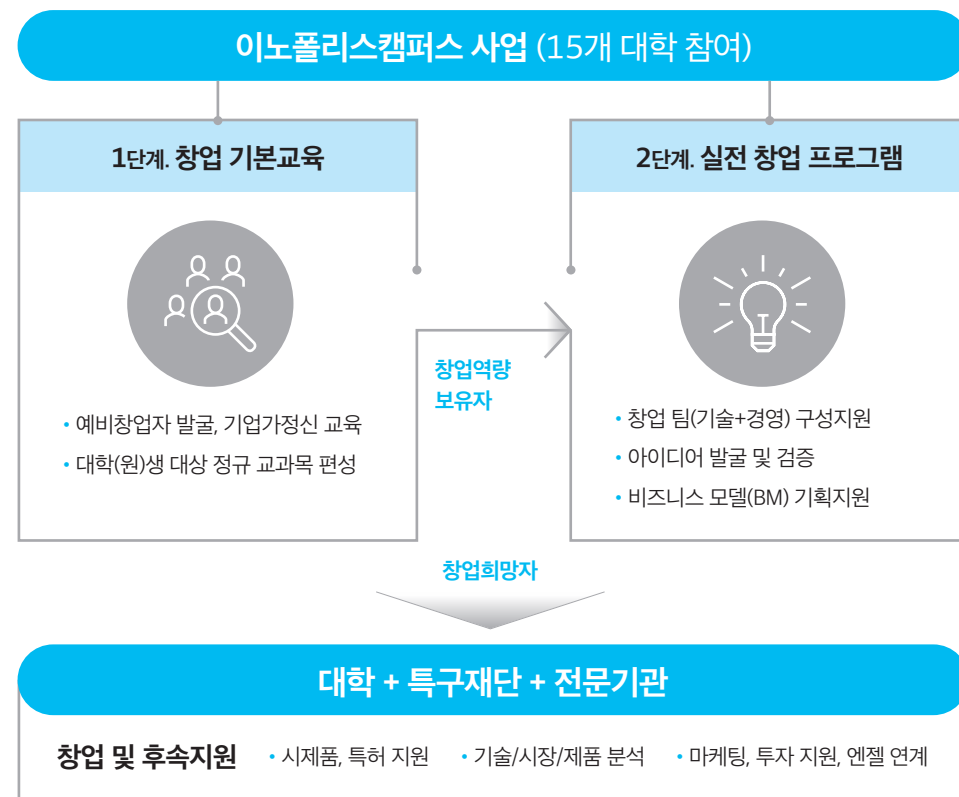 이노폴리스캠퍼스 사업 (15개 대학 참여)
1단계. 창업 기본교육
• 예비창업자 발굴, 기업가정신 교육
• 대학(원)생 대상 정규 교과목 편성
창업역량
보유자
2단계. 실전 창업 프로그램
• 창업 팀(기술+경영) 구성지원
• 아이디어 발굴 및 검증
• 비즈니스 모델(BM) 기획지원
창업희망자
대학 + 특구재단 + 전문기관
창업 및 후속지원 • 시제품, 특허 지원 • 기술/시장/제품 분석 • 마케팅, 투자 지원, 엔젤 연계